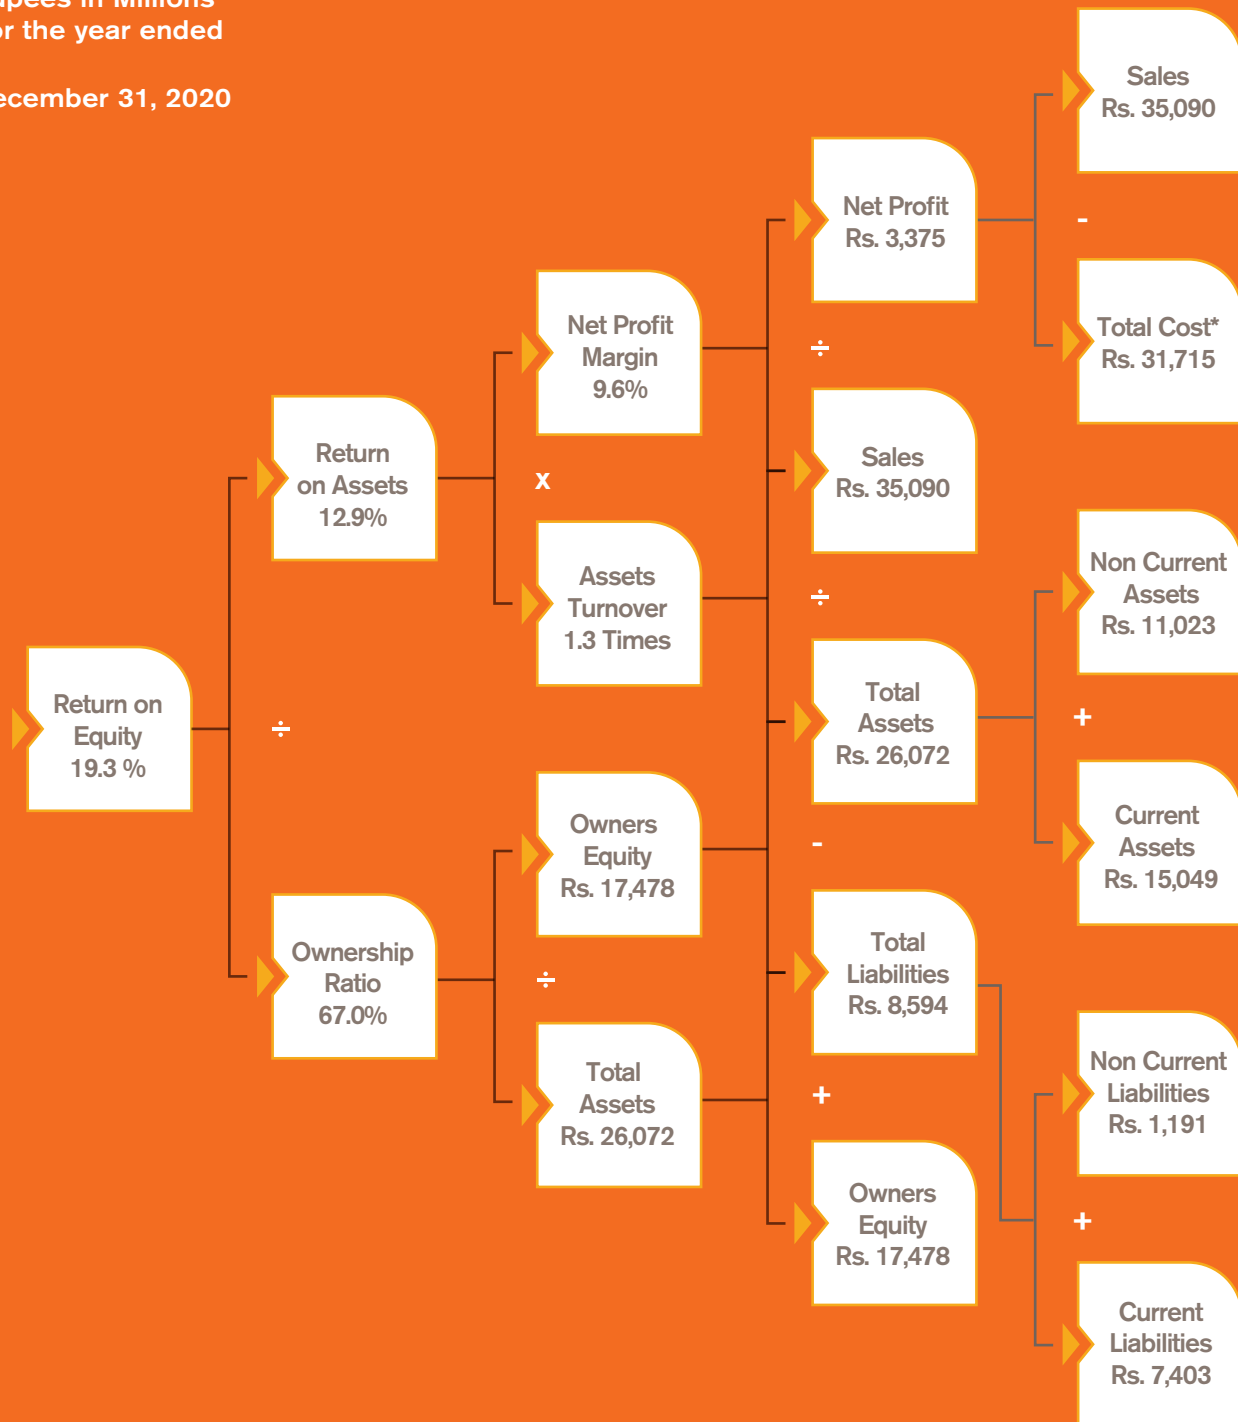 or the year ended
December 31, 2020
Return on
Equity
19.3 %
÷
Return
on Assets
12.9%
Ownership
Ratio
67.0%
Net Profit
Margin
9.6%
x
Assets
Turnover
1.3 Times
Owners
Equity
Rs. 17,478
÷
Total
Assets
Rs. 26,072
Net Profit
Rs. 3,375
÷
Sales
Rs. 35,090
÷
Total
Assets
Rs. 26,072
-
Total
Liabilities
Rs. 8,594
+
Owners
Equity
Rs. 17,478
Sales
Rs. 35,090
-
Total Cost*
Rs. 31,715
Non Current
Assets
Rs. 11,023
+
Current
Assets
Rs. 15,049
Non Current
Liabilities
Rs. 1,191
+
Current
Liabilities
Rs. 7,403